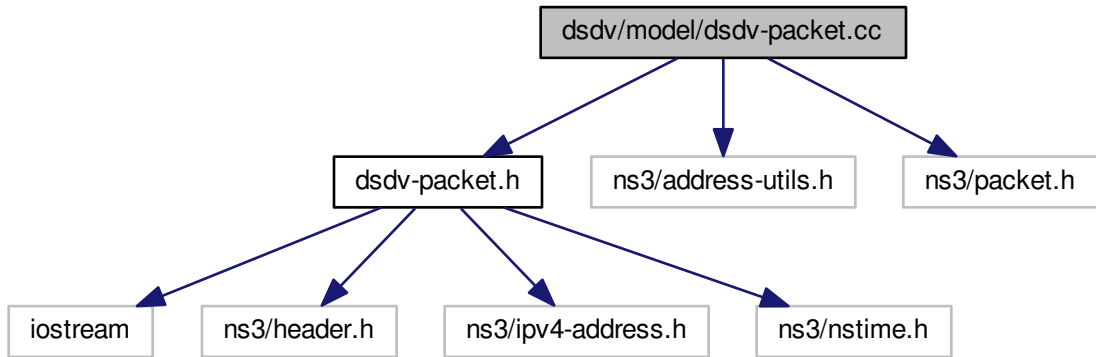 dsdv/model/dsdv-packet.cc
dsdv-packet.h
ns3/address-utils.h
ns3/packet.h
iostream
ns3/header.h
ns3/ipv4-address.h
ns3/nstime.h